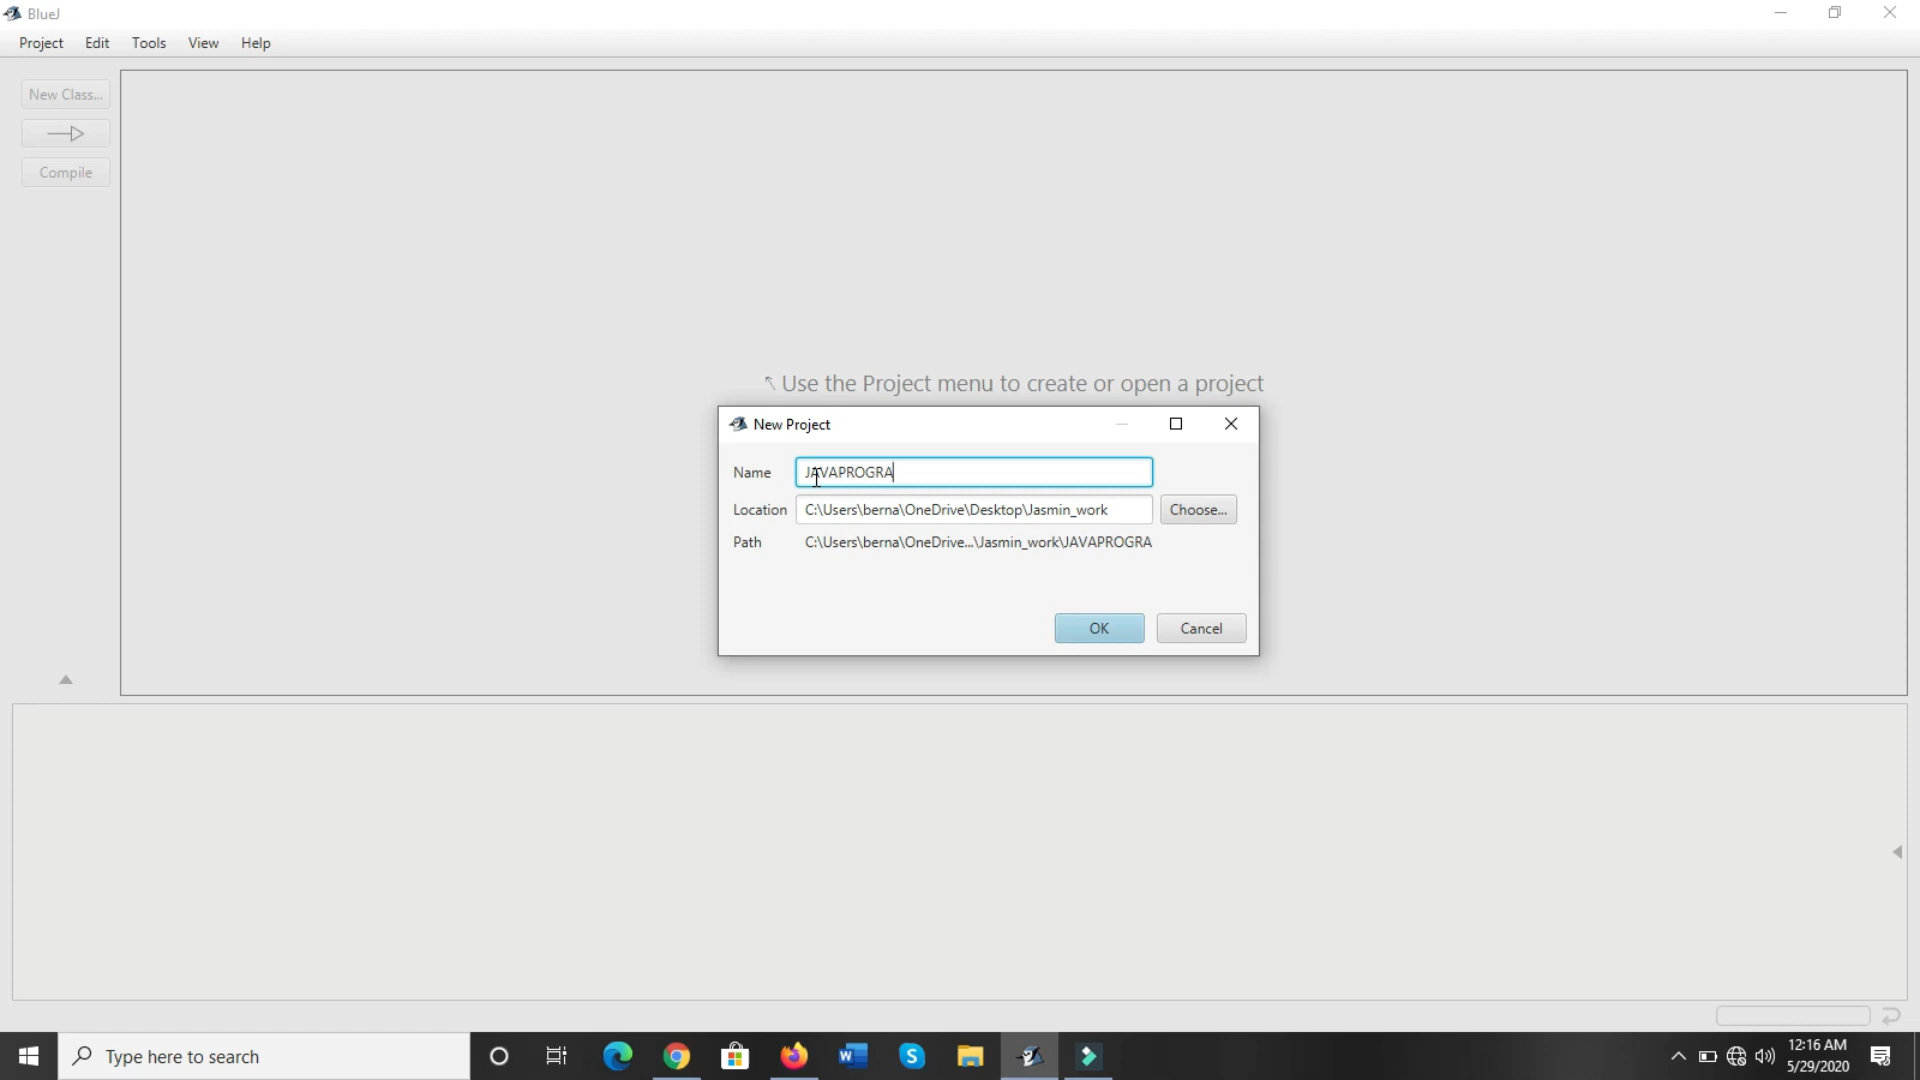 BlueJ
Project Edit Tools View Help
New Class...
Compile
Use the Project menu to create or open a project
New Project
Name JAVAPROGRA
Location C:\Users\berna\OneDrive\Desktop\Jasmin_work Choose...
Path C:\Users\berna\OneDrive...\Jasmin_work\JAVAPROGRA
OK Cancel
Type here to search
12:16 AM
5/29/2020